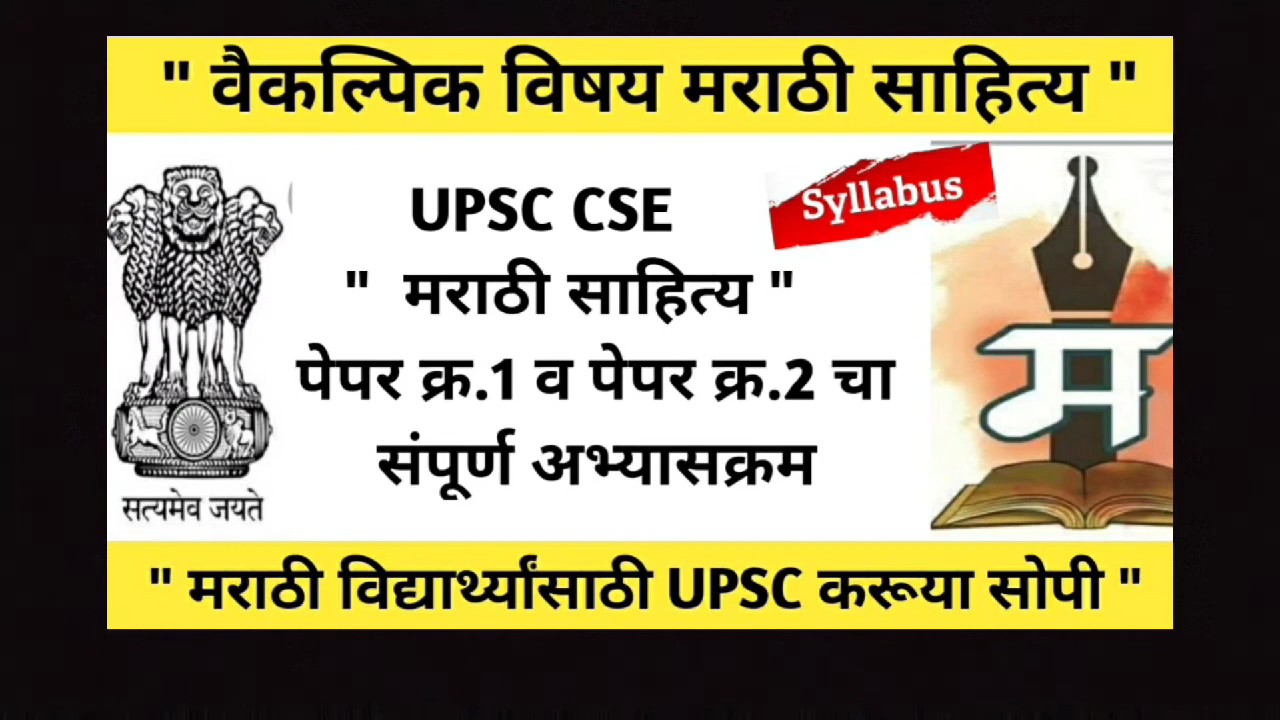 " वैकल्पिक विषय मराठी साहित्य "
Syllabus
UPSC CSE
" मराठी साहित्य "
पेपर क्र.1 व पेपर क्र.2 चा
संपूर्ण अभ्यासक्रम
सत्यमेव जयते
म
" मराठी विद्यार्थ्यांसाठी UPSC करूया सोपी "